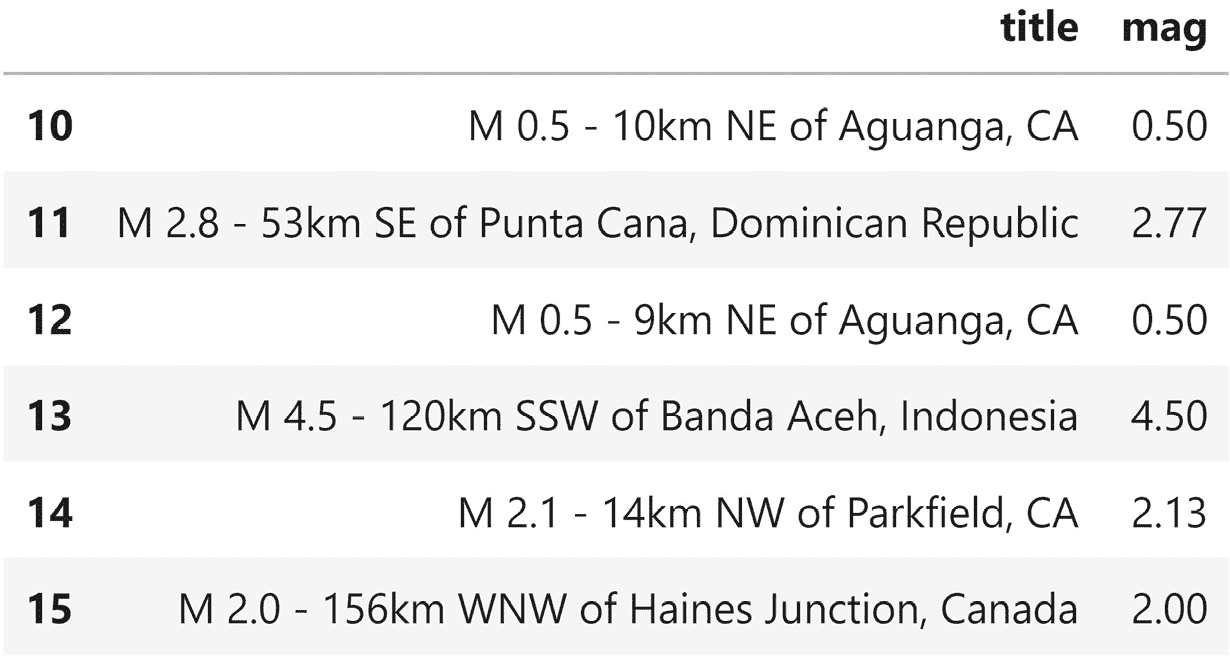 title mag
10 M 0.5 - 10km NE of Aguanga, CA 0.50
11 M 2.8 - 53km SE of Punta Cana, Dominican Republic 2.77
12 M 0.5 - 9km NE of Aguanga, CA 0.50
13 M 4.5 - 120km SSW of Banda Aceh, Indonesia 4.50
14 M 2.1 - 14km NW of Parkfield, CA 2.13
15 M 2.0 - 156km WNW of Haines Junction, Canada 2.00